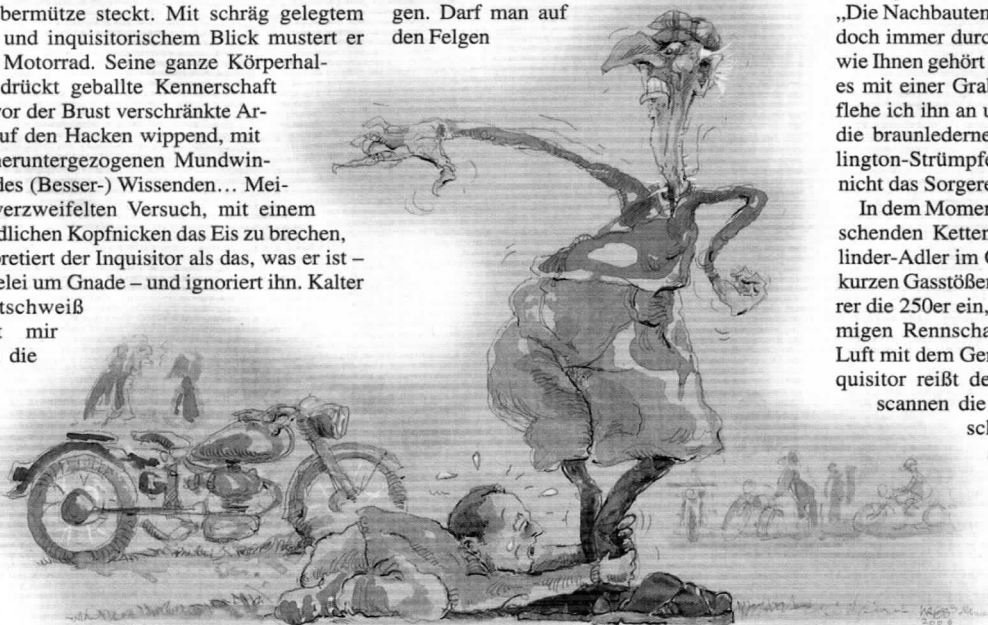 bermütze steckt. Mit schräg gelegtem
und inquisitorischem Blick mustert er
Motorrad. Seine ganze Körperhal-
drückt geballte Kennerschaft
vor der Brust verschränkte Ar-
uf den Hacken wippend, mit
heruntergezogenen Mundwin-
des (Besser-) Wissenden… Mei-
verzweifelten Versuch, mit einem
dlichen Kopfnicken das Eis zu brechen,
pretiert der Inquisitor als das, was er ist –
elei um Gnade – und ignoriert ihn. Kalter
tschweiß
t mir
die
gen. Darf man auf
den Felgen
„Die Nachbauten
doch immer durc
wie Ihnen gehört
es mit einer Gral
flehe ich ihn an u
die braunlederne
lington-Strümpfe
nicht das Sorgere
In dem Momen
schenden Ketten
linder-Adler im G
kurzen Gasstößen
rer die 250er ein,
migen Rennscha
Luft mit dem Ger
quisitor reißt de
scannen die
sch